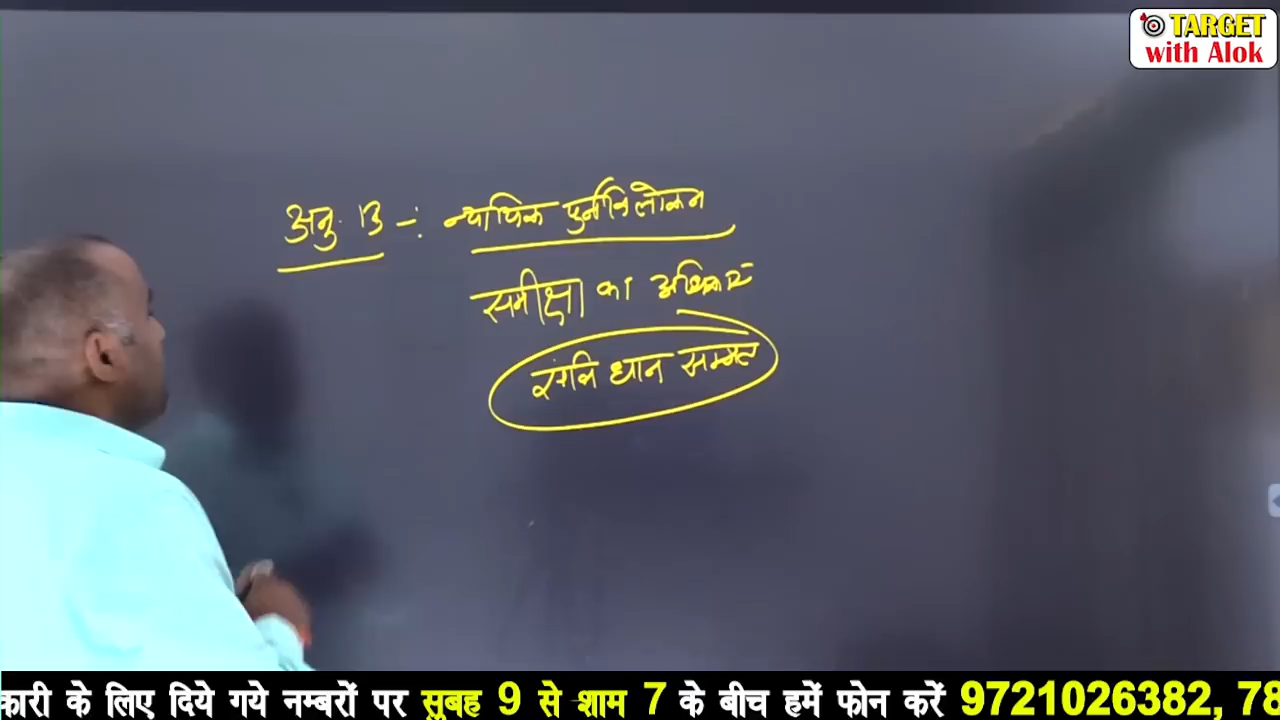 TARGET
with Alok
अनु. 13 -: न्यायिक पुर्नविलोकन
समीक्षा का अधिकार
संविधान सम्मत
कारी के लिए दिये गये नम्बरों पर सुबह 9 से शाम 7 के बीच हमें फोन करें 9721026382, 78